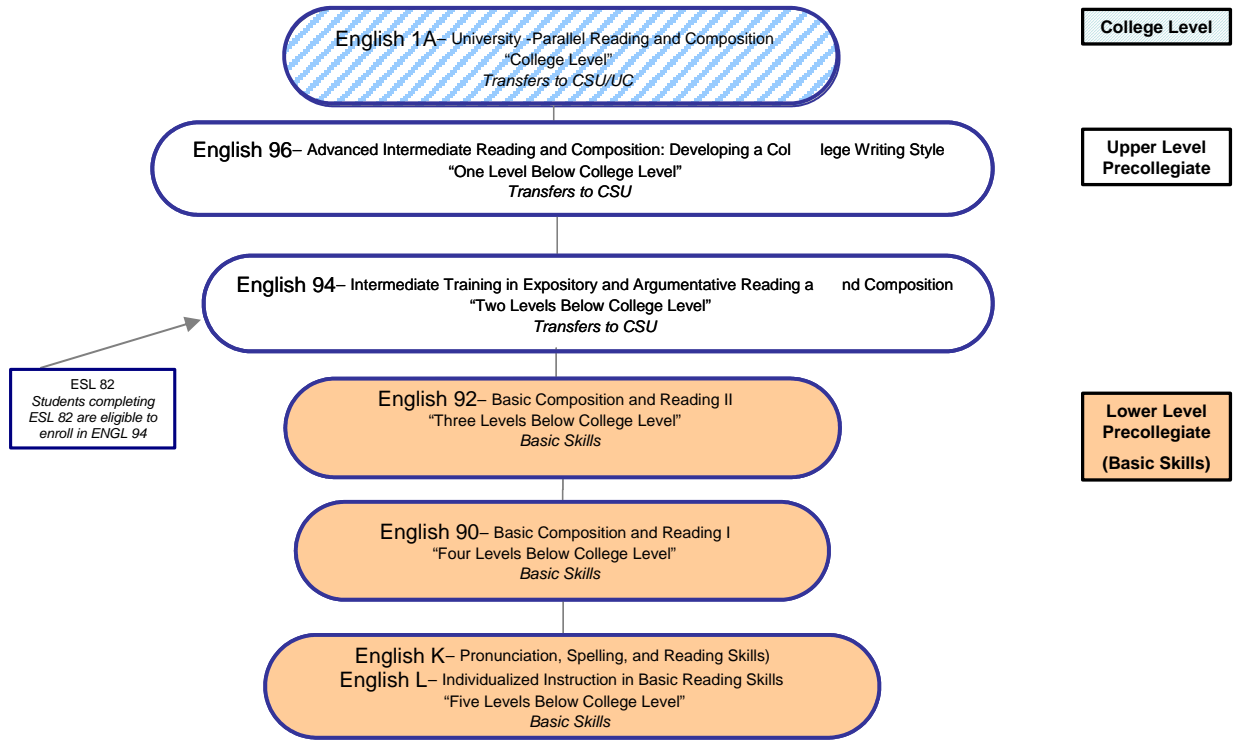 English 1A– University -Parallel Reading and Composition
“College Level”
Transfers to CSU/UC
College Level
English 96– Advanced Intermediate Reading and Composition: Developing a Col lege Writing Style
“One Level Below College Level”
Transfers to CSU
Upper Level
Precollegiate
English 94– Intermediate Training in Expository and Argumentative Reading a nd Composition
“Two Levels Below College Level”
Transfers to CSU
ESL 82
Students completing
ESL 82 are eligible to
enroll in ENGL 94
English 92– Basic Composition and Reading II
“Three Levels Below College Level”
Basic Skills
Lower Level
Precollegiate
(Basic Skills)
English 90– Basic Composition and Reading I
“Four Levels Below College Level”
Basic Skills
English K– Pronunciation, Spelling, and Reading Skills)
English L– Individualized Instruction in Basic Reading Skills
“Five Levels Below College Level”
Basic Skills